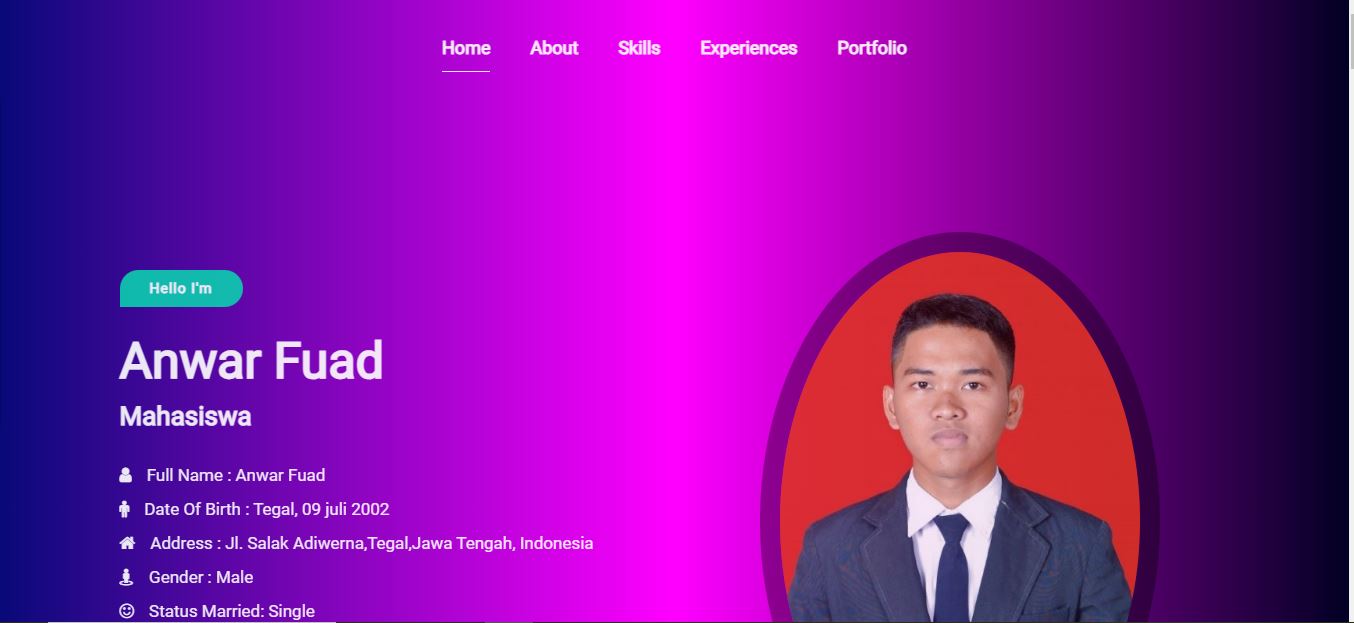 Home About Skills Experiences Portfolio
Hello I'm
Anwar Fuad
Mahasiswa
Full Name : Anwar Fuad
Date Of Birth : Tegal, 09 juli 2002
Address : Jl. Salak Adiwerna,Tegal,Jawa Tengah, Indonesia
Gender : Male
Status Married: Single